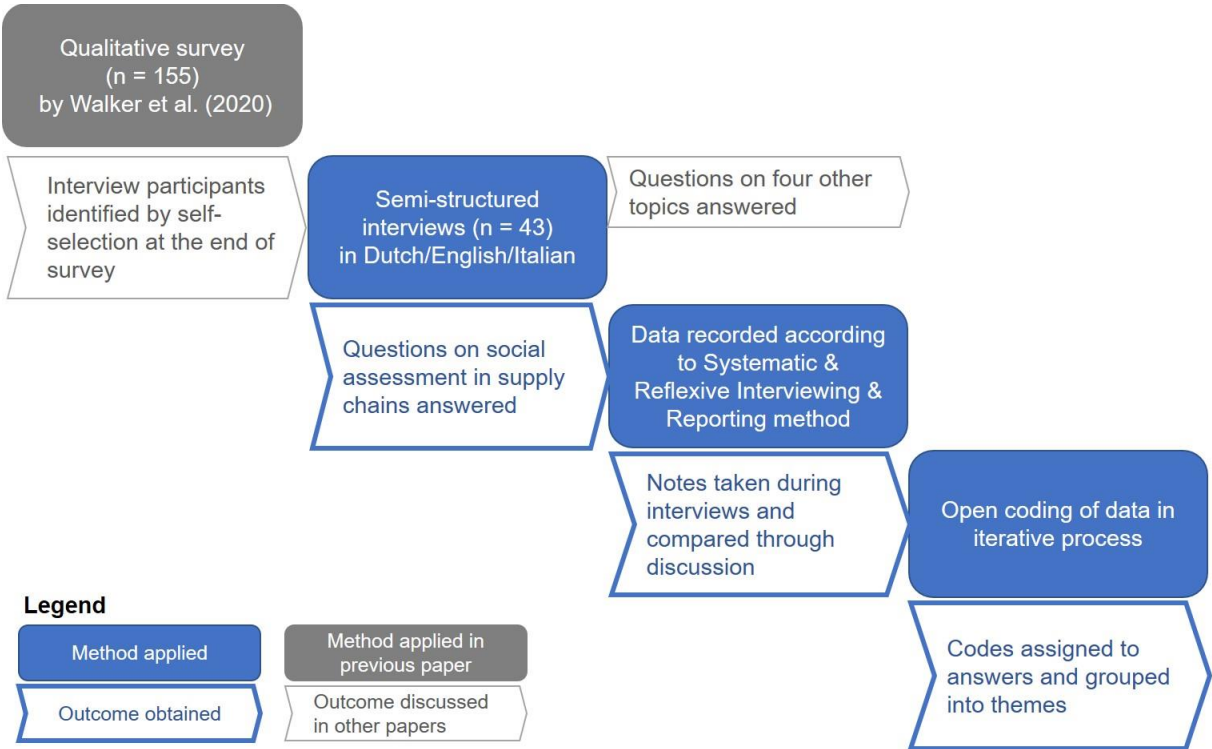 Qualitative survey
(n = 155)
by Walker et al. (2020)
Interview participants
identified by self-
selection at the end of
survey
Semi-structured
interviews (n = 43)
in Dutch/English/Italian
Questions on four other
topics answered
Questions on social
assessment in supply
chains answered
Data recorded according
to Systematic &
Reflexive Interviewing &
Reporting method
Notes taken during
interviews and
compared through
discussion
Open coding of data in
iterative process
Codes assigned to
answers and grouped
into themes
Legend
Method applied
Method applied in
previous paper
Outcome obtained
Outcome discussed
in other papers